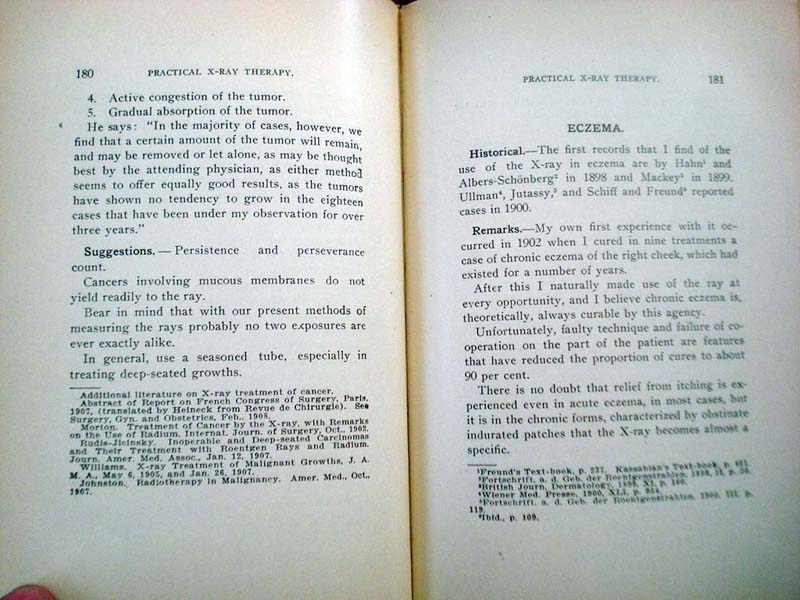 180 PRACTICAL X-RAY THERAPY.
4. Active congestion of the tumor.
5. Gradual absorption of the tumor.
He says: "In the majority of cases, however, we
find that a certain amount of the tumor will remain,
and may be removed or let alone, as may be thought
best by the attending physician, as either method
seems to offer equally good results, as the tumors
have shown no tendency to grow in the eighteen
cases that have been under my observation for over
three years."
Suggestions. — Persistence and perseverance
count.
Cancers involving mucous membranes do not
yield readily to the ray.
Bear in mind that with our present methods of
measuring the rays probably no two exposures are
ever exactly alike.
In general, use a seasoned tube, especially in
treating deep-seated growths.
Additional literature on X-ray treatment of cancer.
Abstract of Report on French Congress of Surgery, Paris,
1907, (translated by Heineck from Revue de Chirurgie). See
Surgery, Gyn. and Obstetrics, Feb., 1908.
Morton. Treatment of Cancer by the X-ray, with Remarks
on the Use of Radium, Internat. Journ. of Surgery, Oct., 1903.
Rudis-Jicinsky. Inoperable and Deep-seated Carcinomas
and Their Treatment with Roentgen Rays and Radium.
Journ. Amer. Med. Assoc., Jan. 12, 1907.
Williams. X-ray Treatment of Malignant Growths, J. A.
M. A., May 6, 1905, and Jan. 26, 1907.
Johnston. Radiotherapy in Malignancy. Amer. Med., Oct.,
1907.
PRACTICAL X-RAY THERAPY. 181
ECZEMA.
Historical.—The first records that I find of the
use of the X-ray in eczema are by Hahn¹ and
Albers-Schönberg² in 1898 and Mackey³ in 1899.
Ullman⁴, Jutassy,⁵ and Schiff and Freund⁶ reported
cases in 1900.
Remarks.—My own first experience with it oc-
curred in 1902 when I cured in nine treatments a
case of chronic eczema of the right cheek, which had
existed for a number of years.
After this I naturally made use of the ray at
every opportunity, and I believe chronic eczema is,
theoretically, always curable by this agency.
Unfortunately, faulty technique and failure of co-
operation on the part of the patient are features
that have reduced the proportion of cures to about
90 per cent.
There is no doubt that relief from itching is ex-
perienced even in acute eczema, in most cases, but
it is in the chronic forms, characterized by obstinate
indurated patches that the X-ray becomes almost a
specific.
¹Freund's Text-book, p. 237. Kassabian's Text-book, p.
²Fortschrift. a. d. Geb. der Roentgenstrahlen, 1898, II, p.
³British Journ. Dermatology, 1899, XI, p. 160.
⁴Wiener Med. Presse, 1900, XLI, p. 954.
⁵Fortschrift. a. d. Geb. der Roentgenstrahlen, 1900, III, p.
119.
⁶Ibid., p. 109.